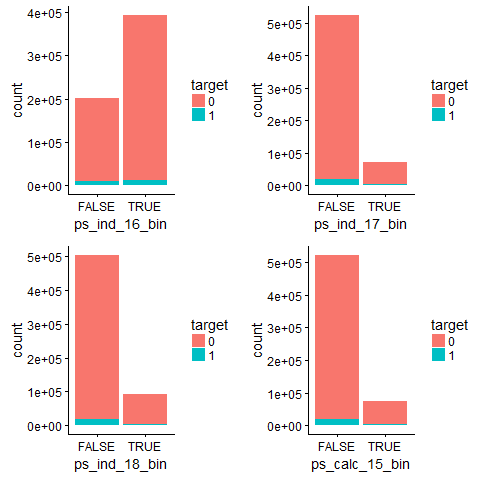 4e+05
3e+05
2e+05
1e+05
0e+00
count
FALSE TRUE
ps_ind_16_bin
target
0
1
5e+05
4e+05
3e+05
2e+05
1e+05
0e+00
count
FALSE TRUE
ps_ind_17_bin
target
0
1
5e+05
4e+05
3e+05
2e+05
1e+05
0e+00
count
FALSE TRUE
ps_ind_18_bin
target
0
1
5e+05
4e+05
3e+05
2e+05
1e+05
0e+00
count
FALSE TRUE
ps_calc_15_bin
target
0
1